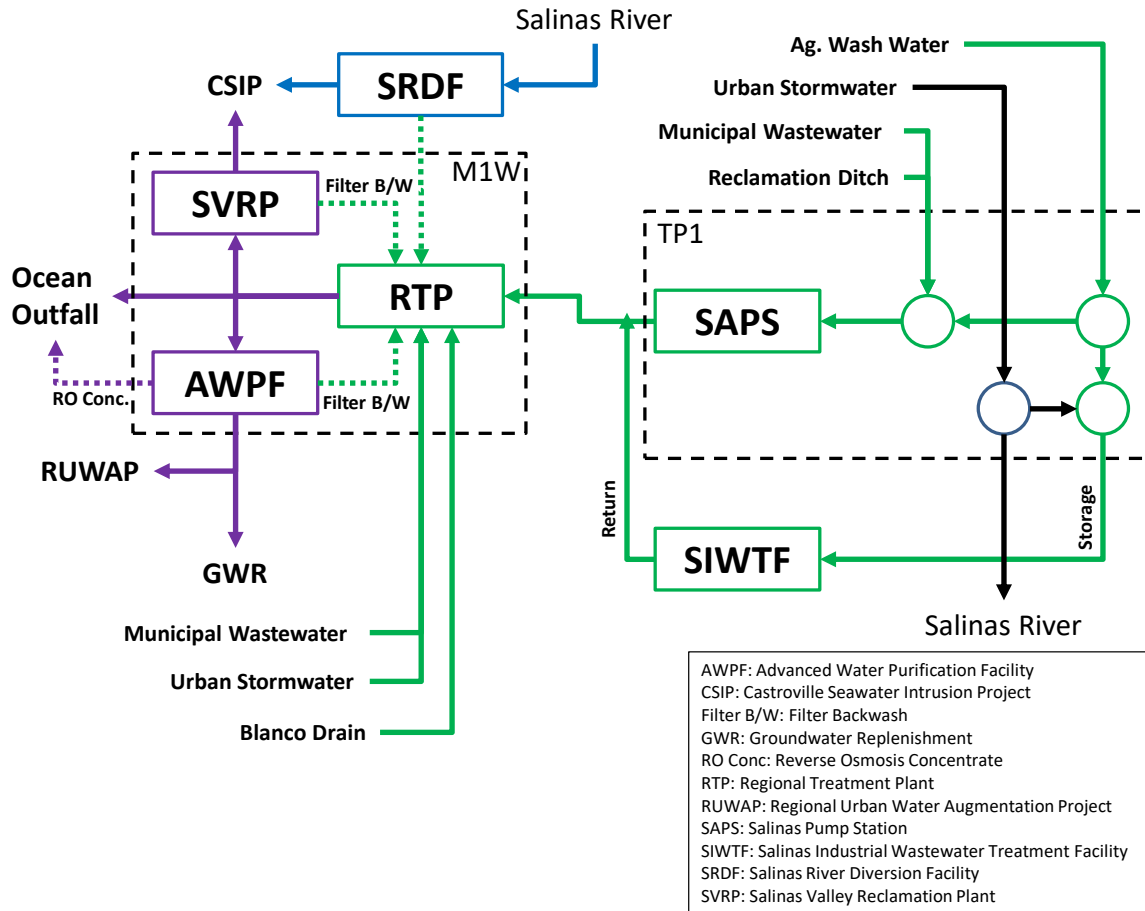 Salinas River
Ag. Wash Water
CSIP
SRDF
Urban Stormwater
Municipal Wastewater
M1W
Filter B/W
Reclamation Ditch
SVRP
TP1
Ocean
Outfall
RTP
SAPS
AWPF
RO Conc.
Filter B/W
RUWAP
Return
Storage
SIWTF
GWR
Salinas River
Municipal Wastewater
Urban Stormwater
Blanco Drain
AWPF: Advanced Water Purification Facility
CSIP: Castroville Seawater Intrusion Project
Filter B/W: Filter Backwash
GWR: Groundwater Replenishment
RO Conc: Reverse Osmosis Concentrate
RTP: Regional Treatment Plant
RUWAP: Regional Urban Water Augmentation Project
SAPS: Salinas Pump Station
SIWTF: Salinas Industrial Wastewater Treatment Facility
SRDF: Salinas River Diversion Facility
SVRP: Salinas Valley Reclamation Plant